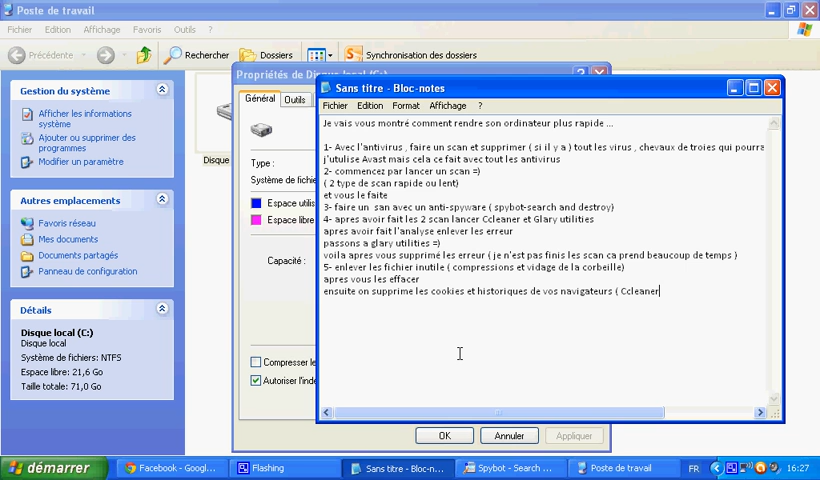 Poste de travail
Fichier Edition Affichage Favoris Outils ?
Précédente Rechercher Dossiers Synchronisation des dossiers
Gestion du système
Afficher les informations
système
Ajouter ou supprimer des
programmes
Modifier un paramètre
Autres emplacements
Favoris réseau
Mes documents
Documents partagés
Panneau de configuration
Détails
Disque local (C:)
Disque local
Système de fichiers: NTFS
Espace libre: 21,6 Go
Taille totale: 71,0 Go
Disque
Propriétés de Disque local (C:)
Général Outils
Type :
Système de fichie
Espace utilis
Espace libre
Capacité :
Compresser le
Autoriser l'inde
OK Annuler Appliquer
Sans titre - Bloc-notes
Fichier Edition Format Affichage ?
Je vais vous montré comment rendre son ordinateur plus rapide ...
1- Avec l'antivirus , faire un scan et supprimer ( si il y a ) tout les virus , chevaux de troies qui pourra
j'utulise Avast mais cela ce fait avec tout les antivirus
2- commencez par lancer un scan =)
( 2 type de scan rapide ou lent)
et vous le faite
3- faire un san avec un anti-spyware ( spybot-search and destroy)
4- apres avoir fait les 2 scan lancer Ccleaner et Glary utilities
apres avoir fait l'analyse enlever les erreur
passons a glary utilities =)
voila apres vous supprimé les erreur ( je n'est pas finis les scan ca prend beaucoup de temps )
5- enlever les fichier inutile ( compressions et vidage de la corbeille)
apres vous les effacer
ensuite on supprime les cookies et historiques de vos navigateurs ( Ccleaner
démarrer Facebook - Googl... Flashing Sans titre - Bloc-n... Spybot - Search ... Poste de travail FR 16:27